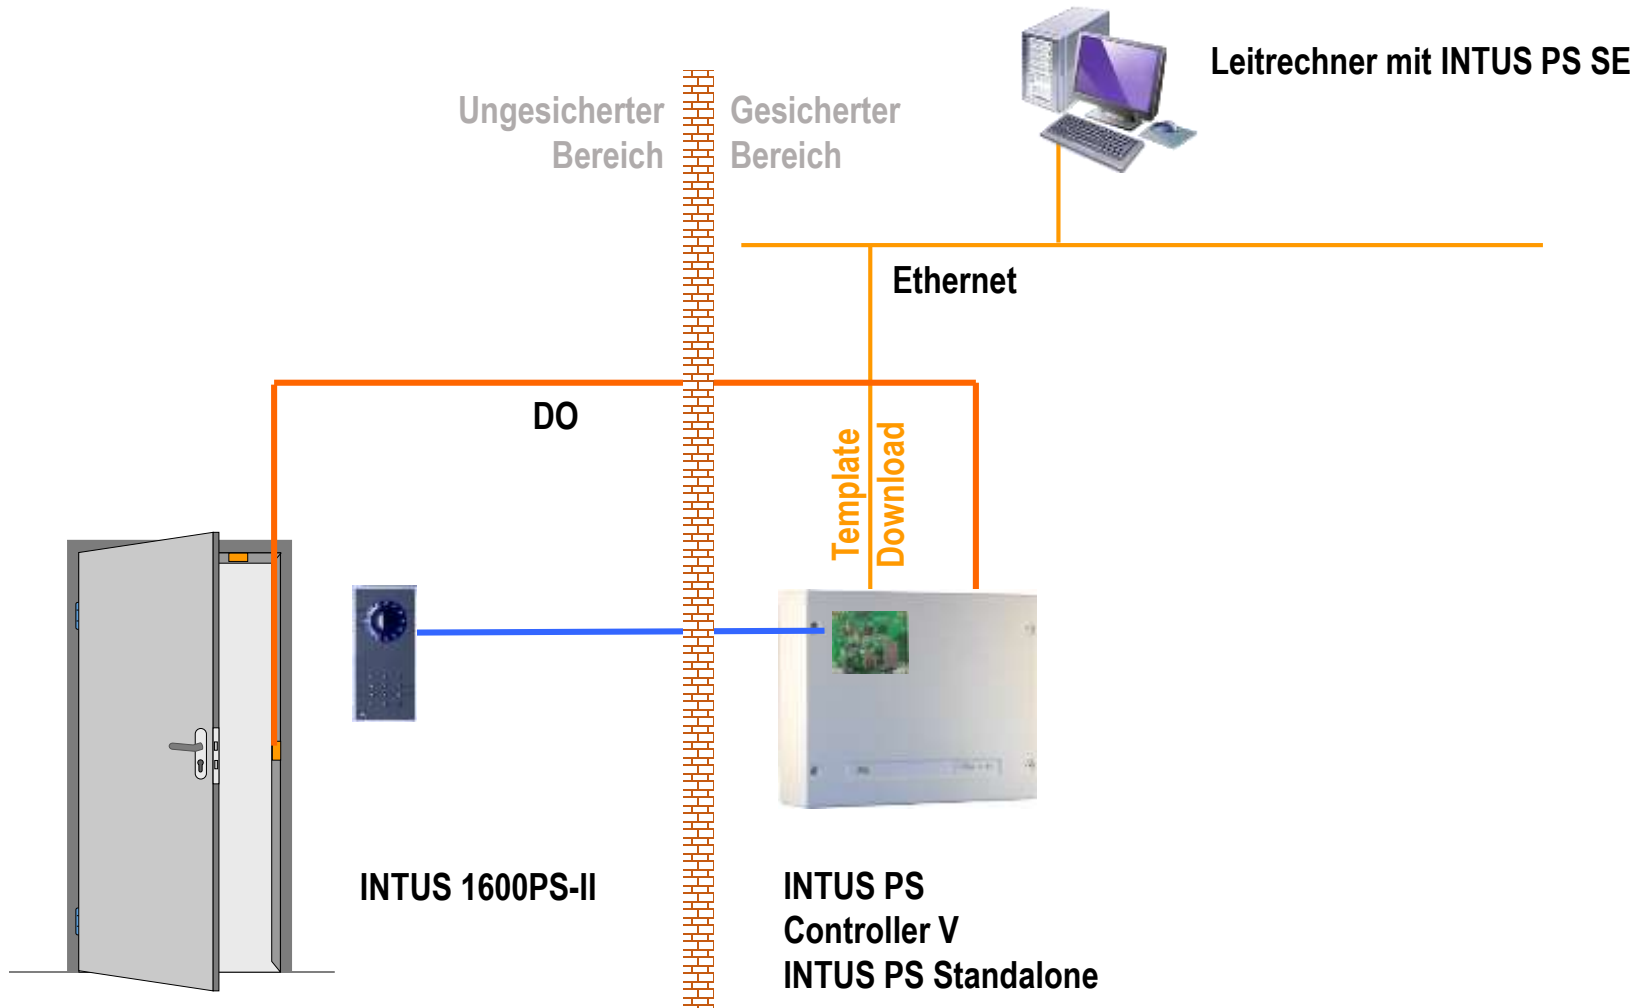 Leitrechner mit INTUS PS SE
Ungesicherter
Bereich
Gesicherter
Bereich
Ethernet
DO
Template
Download
INTUS 1600PS-II
INTUS PS
Controller V
INTUS PS Standalone